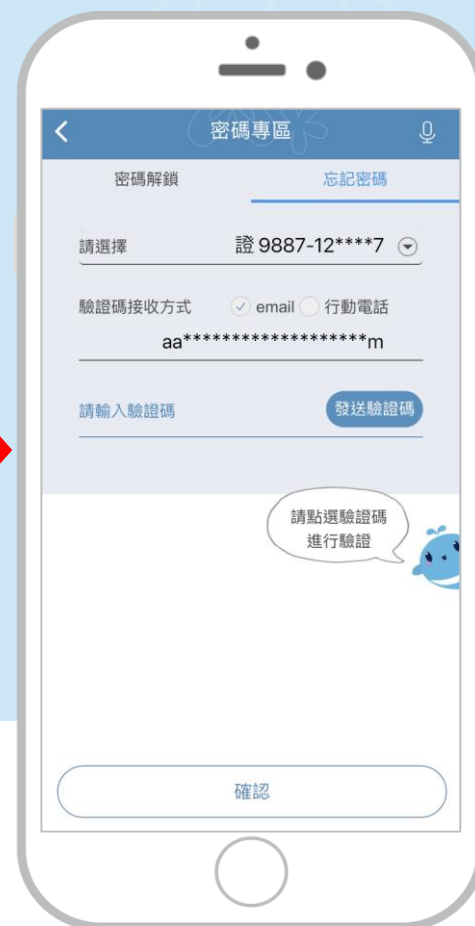 密碼專區
密碼解鎖 忘記密碼
請選擇 證 9887-12****7
驗證碼接收方式 email 行動電話
aa*******************m
請輸入驗證碼 發送驗證碼
請點選驗證碼
進行驗證
確認